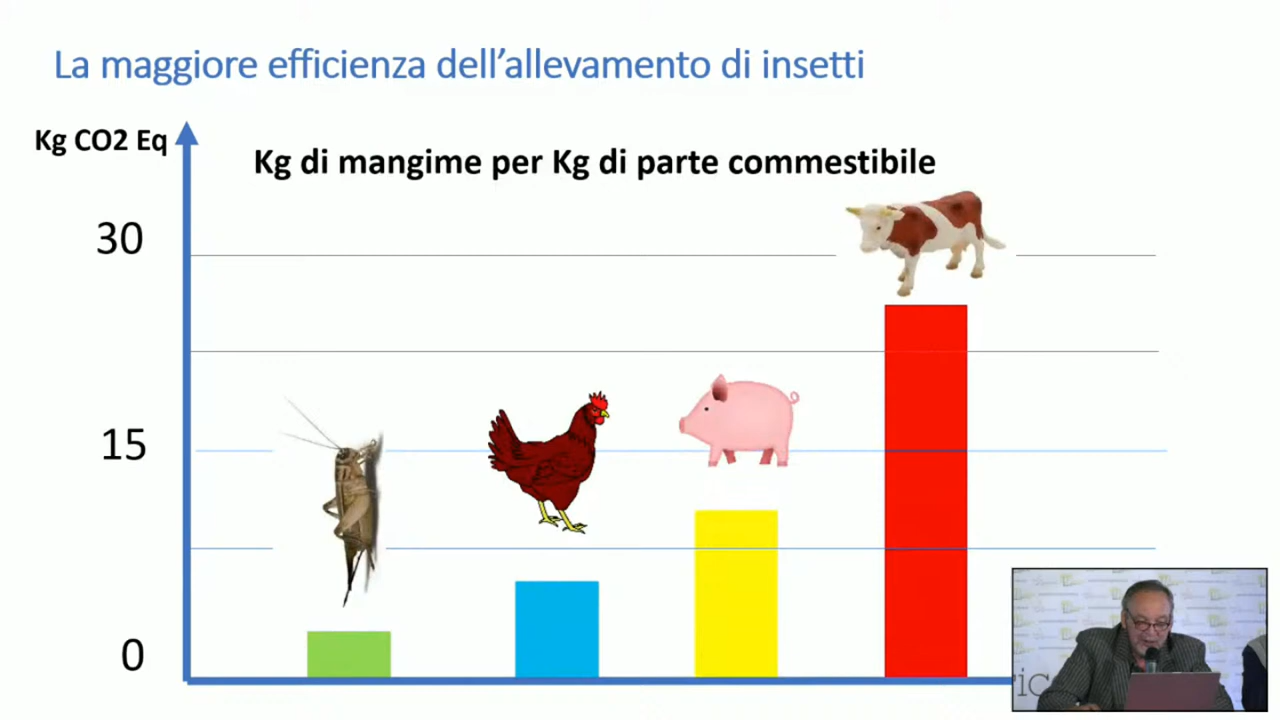 La maggiore efficienza dell'allevamento di insetti
Kg CO2 Eq
Kg di mangime per Kg di parte commestibile
30
15
0